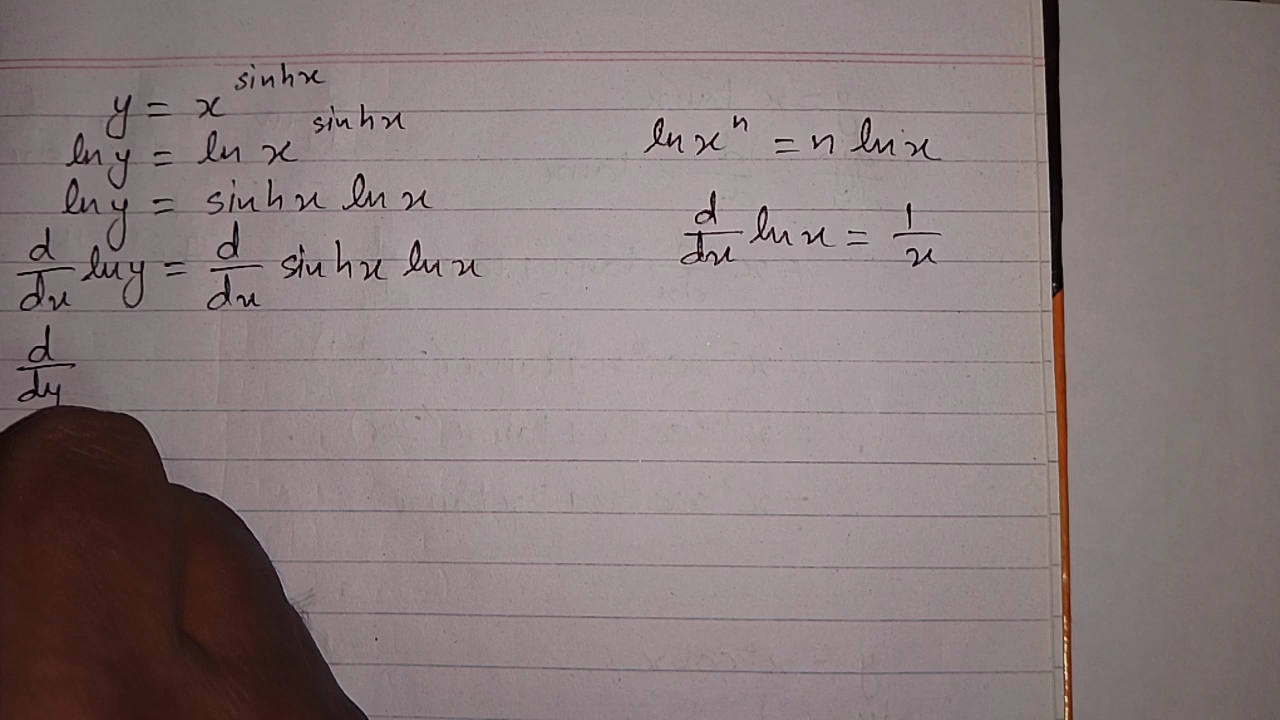 y = x^sinhx
ln y = ln x^sinhx
ln y = sinhx ln x
d/dx ln y = d/dx sinhx ln x
d/dy
ln x^n = n ln x
d/dx ln x = 1/x